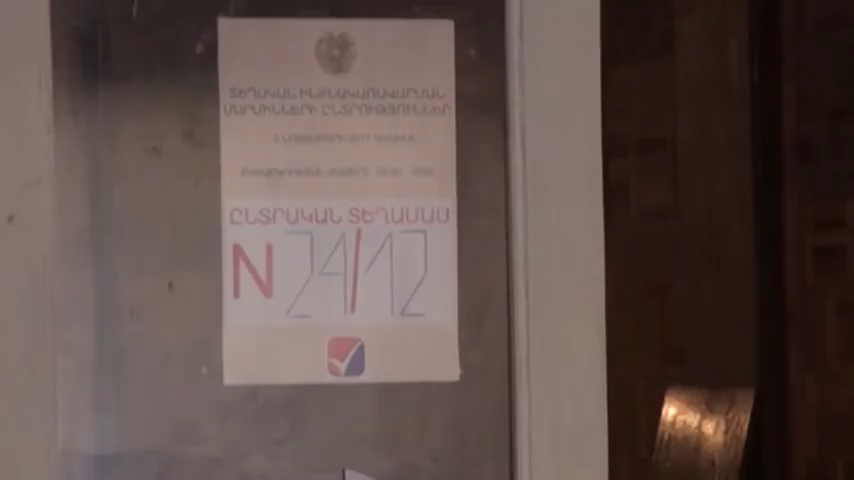 ՏԵՂԱԿԱՆ ԻՆՔՆԱԿԱՌԱՎԱՐՄԱՆ
ՄԱՐՄԻՆՆԵՐԻ ԸՆՏՐՈՒԹՅՈՒՆՆԵՐ
ԸՆՏՐԱԿԱՆ ՏԵՂԱՄԱՍ
N 24/12